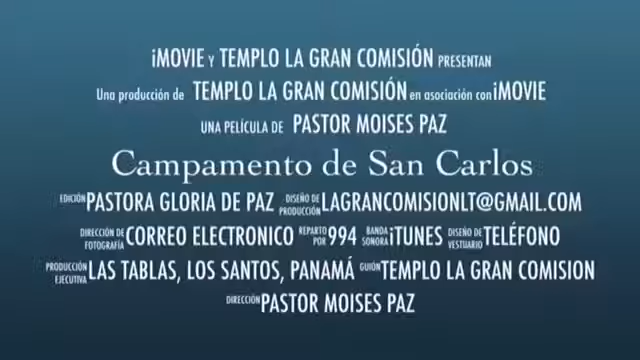 iMOVIE Y TEMPLO LA GRAN COMISIÓN PRESENTAN
Una producción de TEMPLO LA GRAN COMISIÓN en asociación con iMOVIE
UNA PELÍCULA DE PASTOR MOISES PAZ
Campamento de San Carlos
EDICIÓN PASTORA GLORIA DE PAZ DISEÑO DE PRODUCCIÓN LAGRANCOMISIONLT@GMAIL.COM
DIRECCIÓN DE FOTOGRAFÍA CORREO ELECTRONICO REPARTO POR 994 BANDA SONORA iTUNES DISEÑO DE VESTUARIO TELÉFONO
PRODUCCIÓN EJECUTIVA LAS TABLAS, LOS SANTOS, PANAMÁ GUIÓN TEMPLO LA GRAN COMISION
DIRECCIÓN PASTOR MOISES PAZ